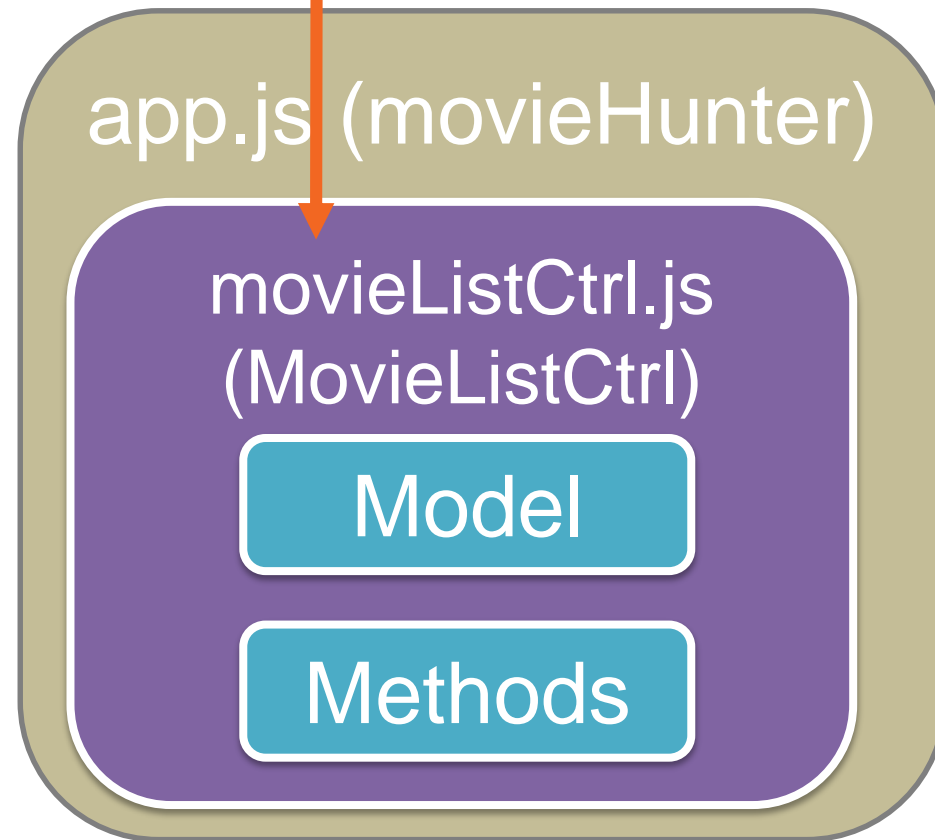 app.js (movieHunter)
movieListCtrl.js
(MovieListCtrl)
Model
Methods